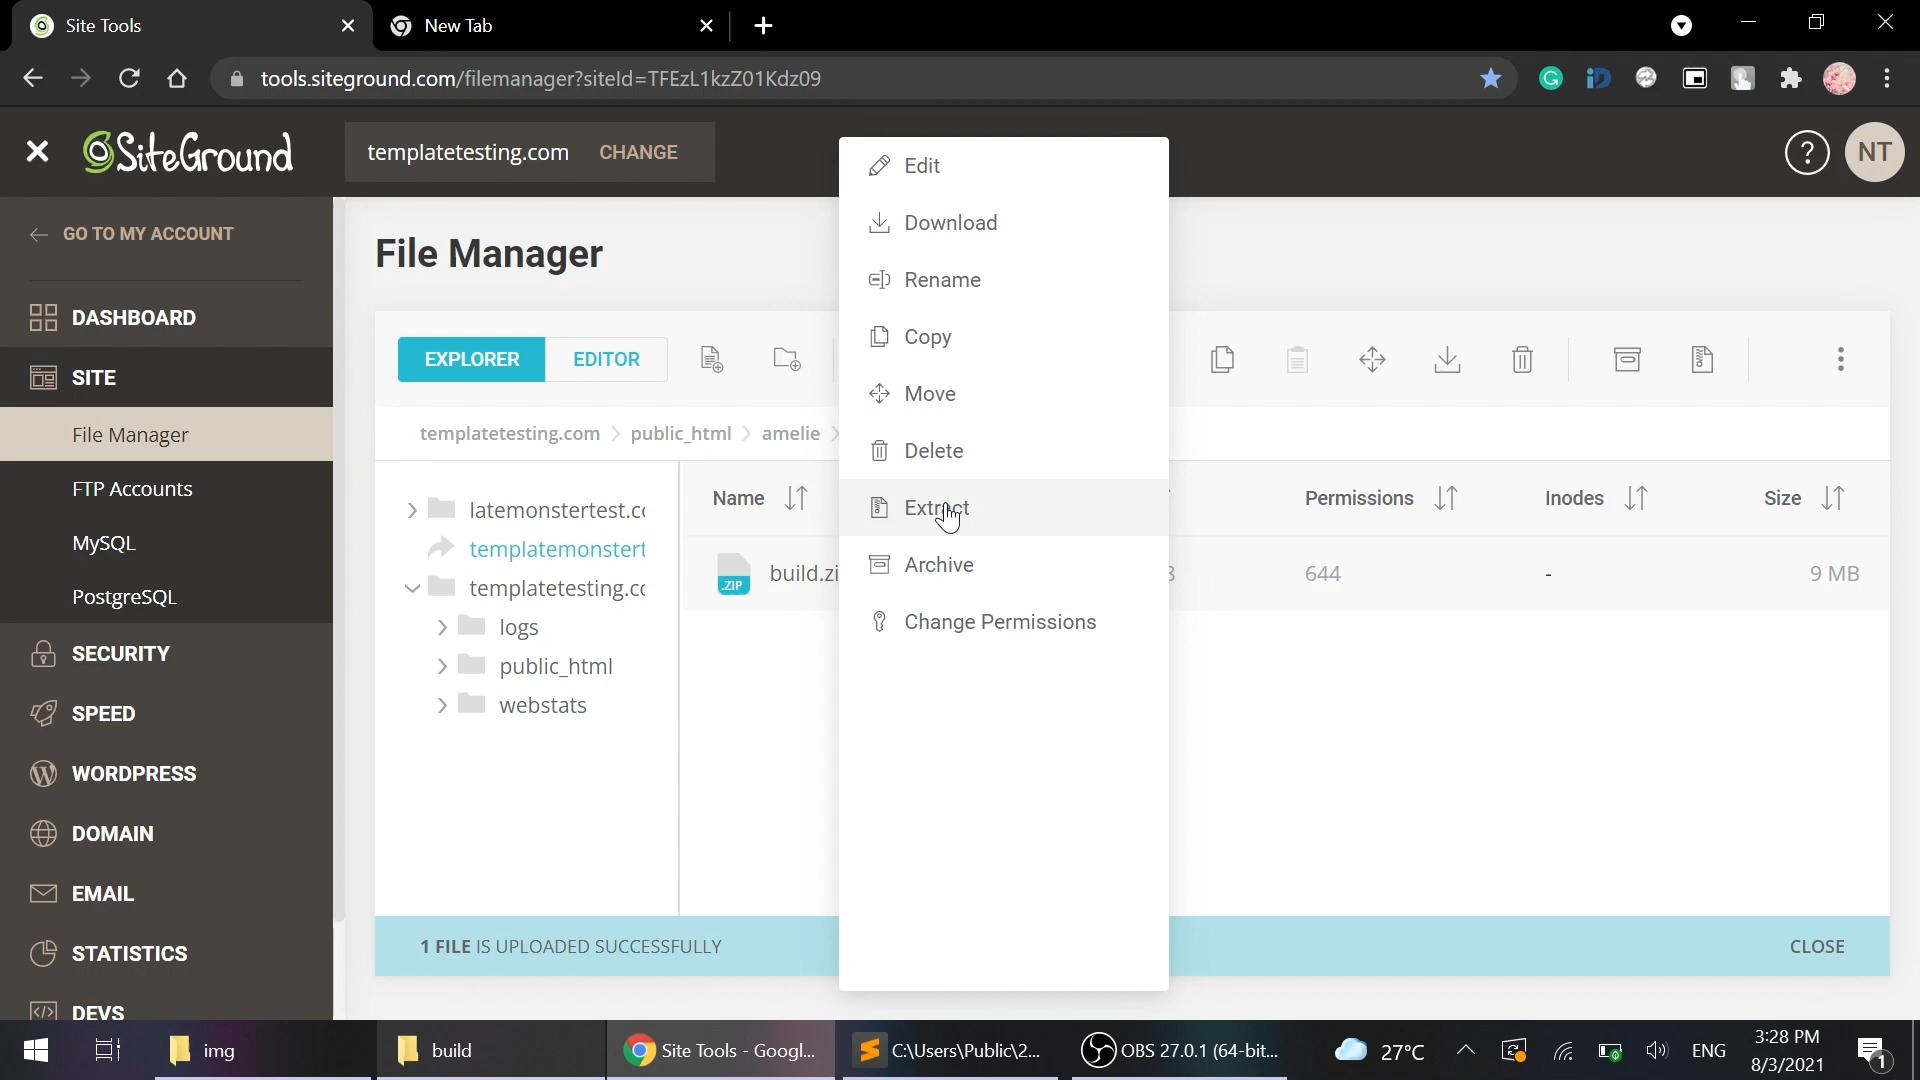 Site Tools
New Tab
tools.siteground.com/filemanager?siteId=TFEzL1kzZ01Kdz09
SiteGround
templatetesting.com CHANGE
NT
GO TO MY ACCOUNT
DASHBOARD
SITE
File Manager
FTP Accounts
MySQL
PostgreSQL
SECURITY
SPEED
WORDPRESS
DOMAIN
EMAIL
STATISTICS
DEVS
File Manager
EXPLORER EDITOR
templatetesting.com > public_html > amelie >
latemonstertest.cc
templatemonstert
templatetesting.cc
logs
public_html
webstats
Name
Permissions
Inodes
Size
.ZIP
build.zi
644
-
9 MB
Edit
Download
Rename
Copy
Move
Delete
Extract
Archive
Change Permissions
1 FILE IS UPLOADED SUCCESSFULLY
CLOSE
img
build
Site Tools - Googl...
C:\Users\Public\2...
OBS 27.0.1 (64-bit...
27°C
ENG
3:28 PM
8/3/2021
1